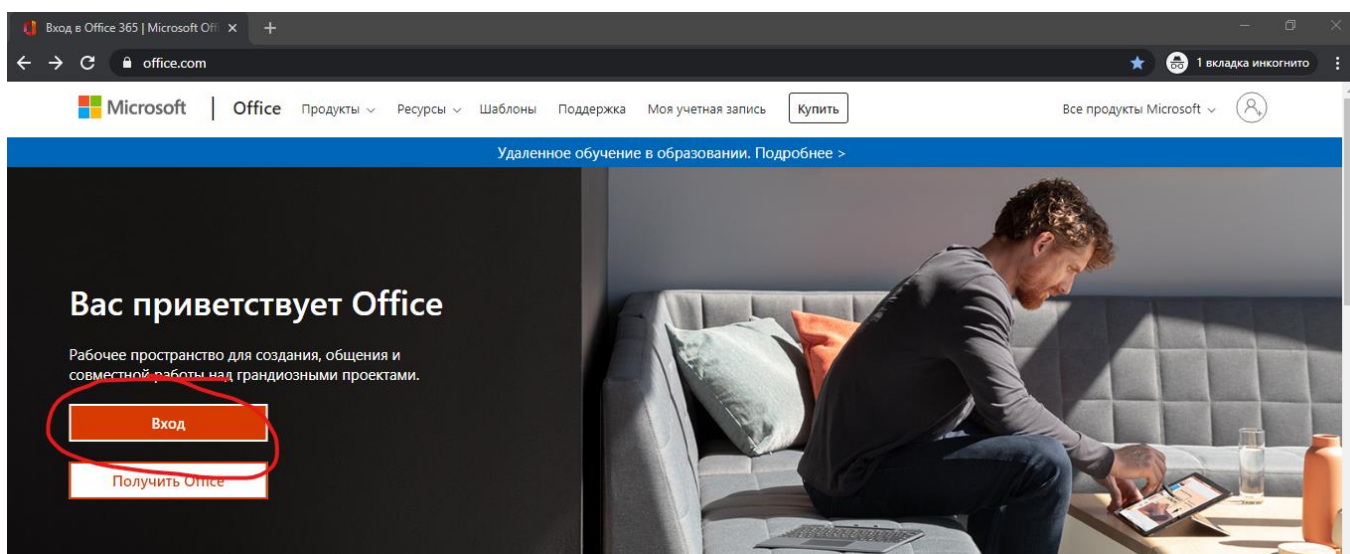 Вход в Office 365 | Microsoft Off
office.com
1 вкладка инкогнито
Microsoft | Office Продукты Ресурсы Шаблоны Поддержка Моя учетная запись Купить Все продукты Microsoft
Удаленное обучение в образовании. Подробнее >
Вас приветствует Office
Рабочее пространство для создания, общения и
совместной работы над грандиозными проектами.
Вход
Получить Office